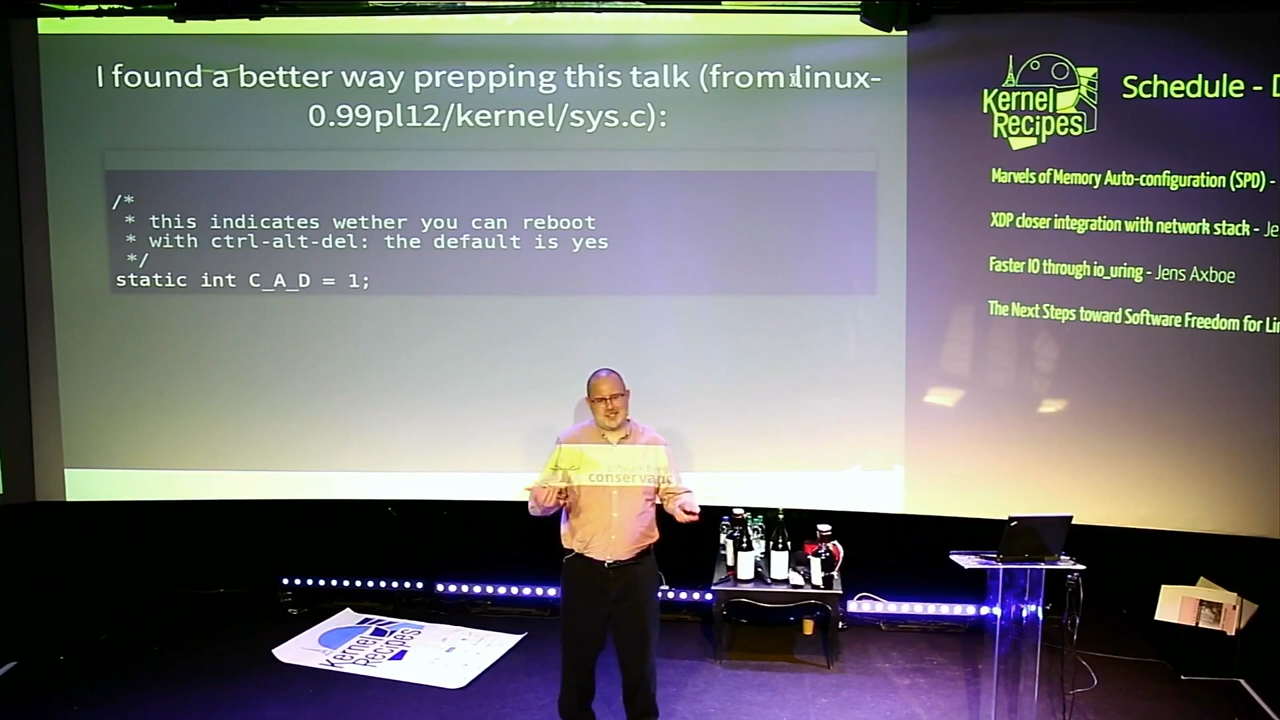 I found a better way prepping this talk (from linux-
0.99pl12/kernel/sys.c):
/*
* this indicates wether you can reboot
* with ctrl-alt-del: the default is yes
*/
static int C_A_D = 1;
Kernel
Recipes
Schedule -
Marvels of Memory Auto-configuration (SPD) -
XDP closer integration with network stack - Je
Faster IO through io_uring - Jens Axboe
The Next Steps toward Software Freedom for Li
conservanc
Kernel
Recipes